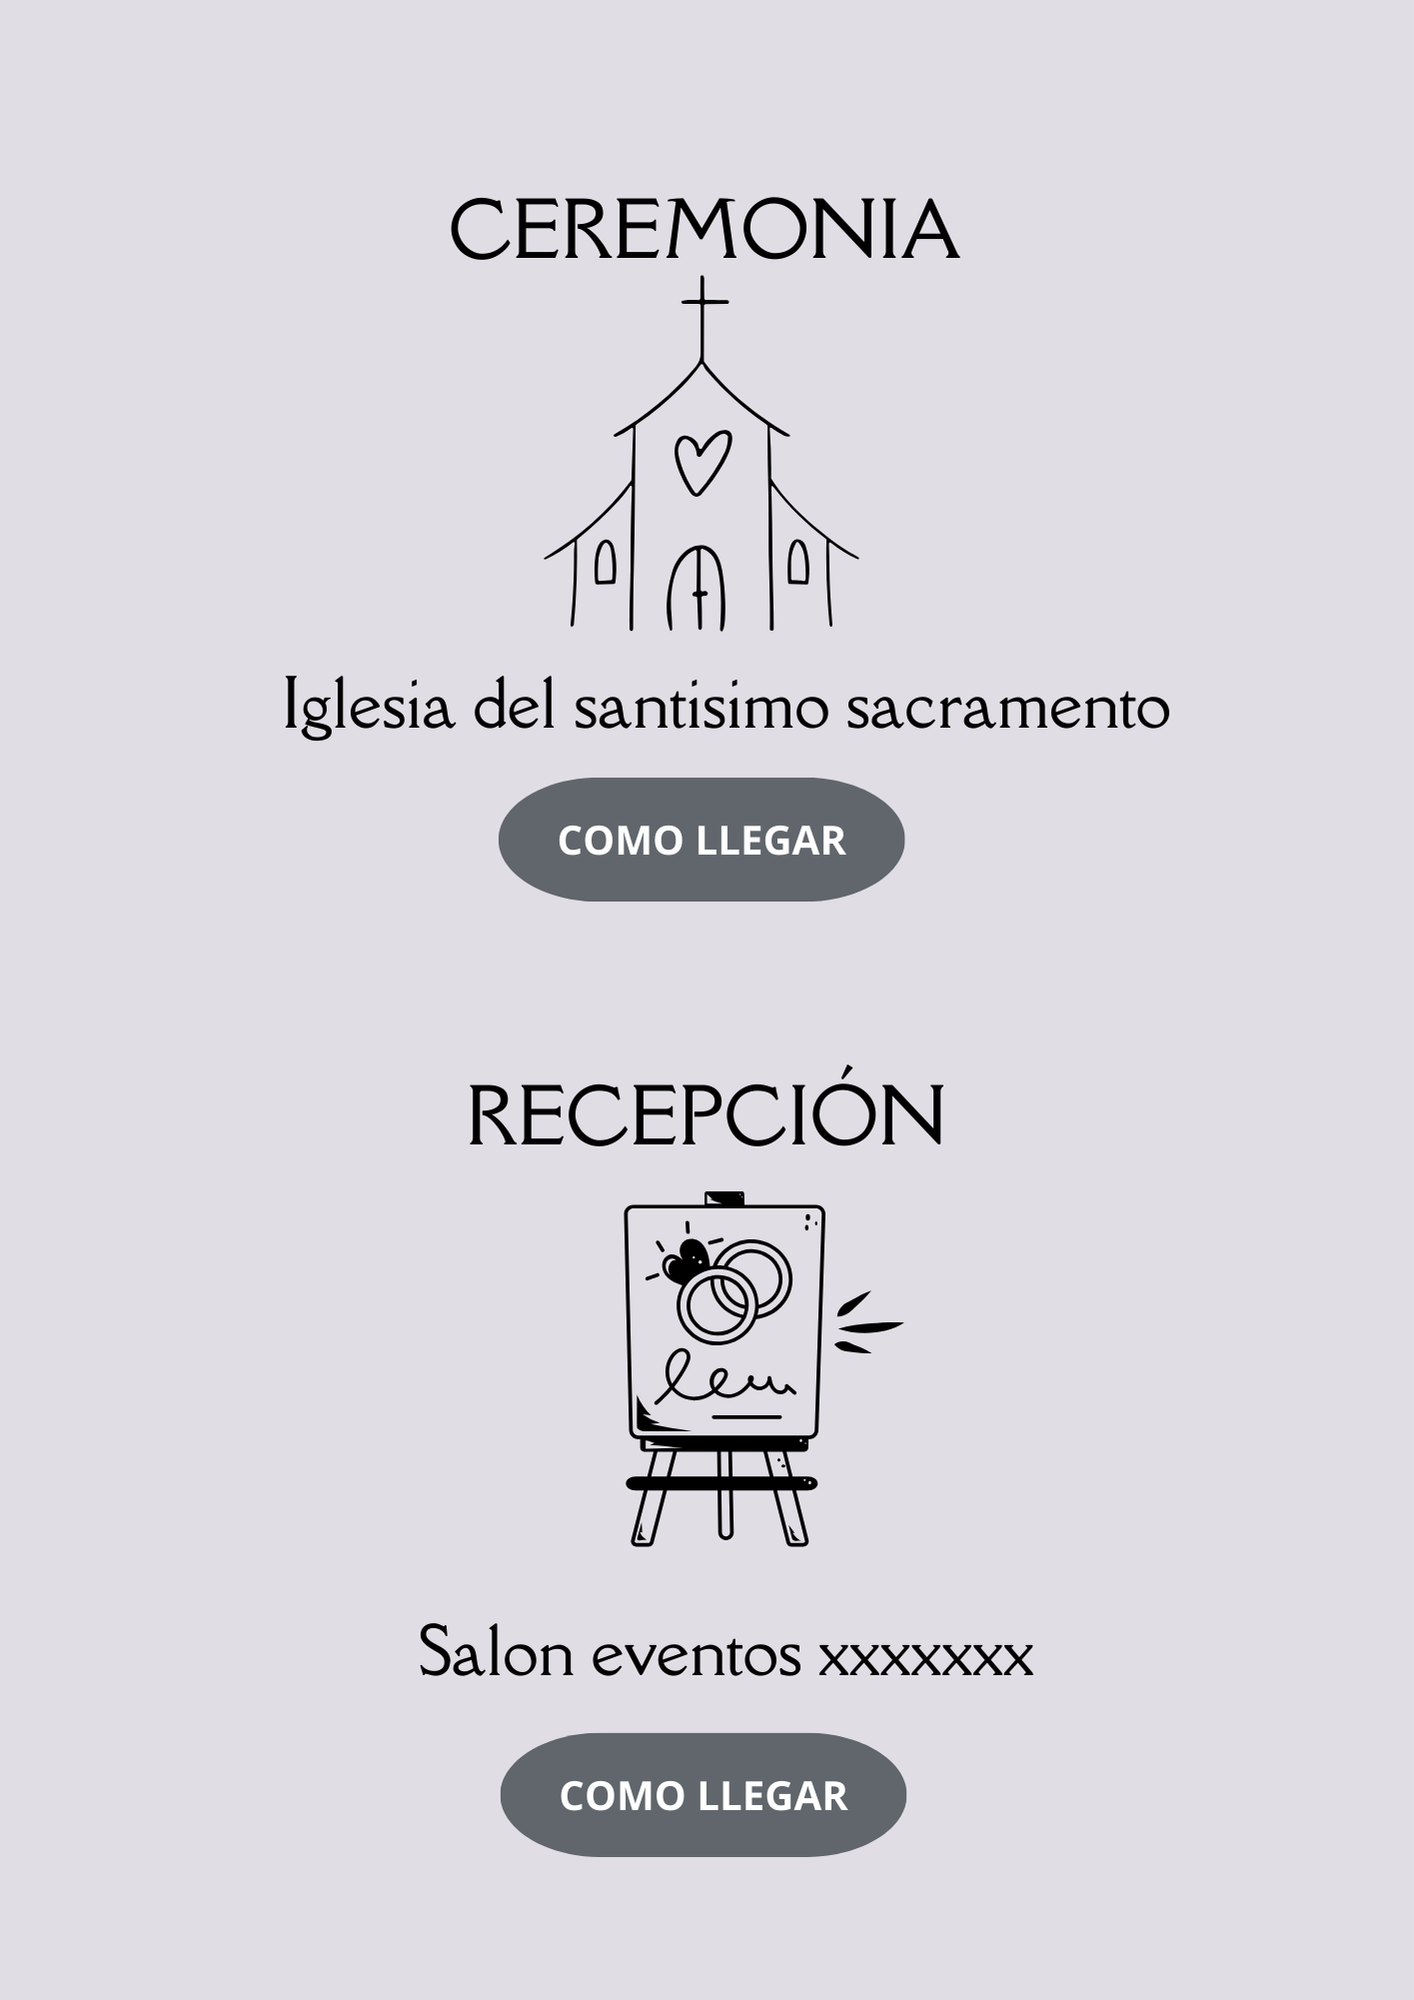 CEREMONIA
Iglesia del santisimo sacramento
COMO LLEGAR
RECEPCIÓN
Salon eventos xxxxxxx
COMO LLEGAR